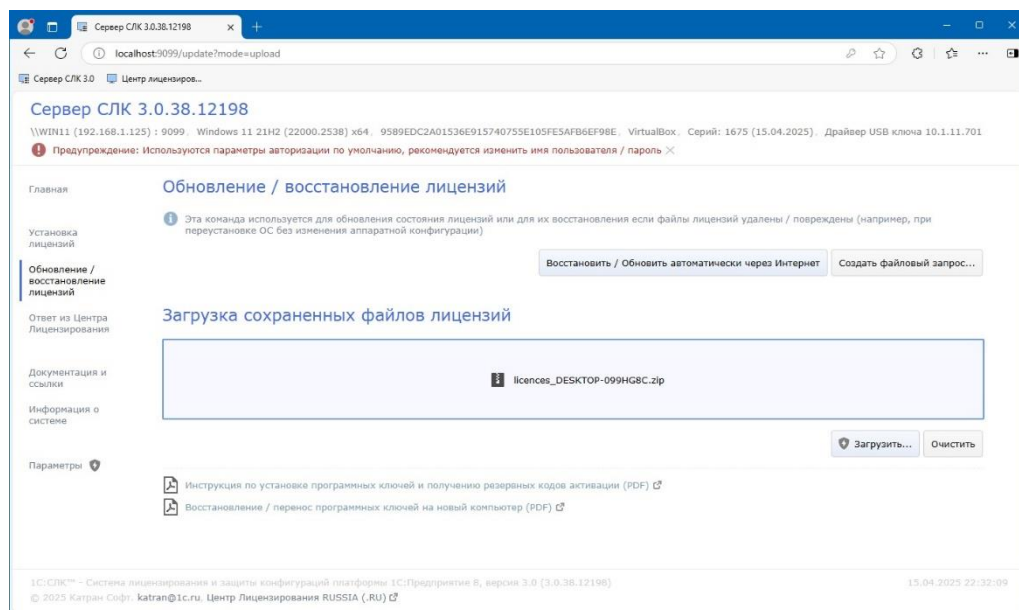 Сервер СЛК 3.0.38.12198
localhost:9099/update?mode=upload
Сервер СЛК 3.0
Центр лицензиров...
Сервер СЛК 3.0.38.12198
\\WIN11 (192.168.1.125) : 9099, Windows 11 21H2 (22000.2538) x64, 9589EDC2A01536E915740755E105FE5AFB6EF98E, VirtualBox, Серий: 1675 (15.04.2025), Драйвер USB ключа 10.1.11.701
Предупреждение: Используются параметры авторизации по умолчанию, рекомендуется изменить имя пользователя / пароль
Главная
Установка
лицензий
Обновление /
восстановление
лицензий
Ответ из Центра
Лицензирования
Документация и
ссылки
Информация о
системе
Параметры
Обновление / восстановление лицензий
Эта команда используется для обновления состояния лицензий или для их восстановления если файлы лицензий удалены / повреждены (например, при
переустановке ОС без изменения аппаратной конфигурации)
Восстановить / Обновить автоматически через Интернет
Создать файловый запрос...
Загрузка сохраненных файлов лицензий
licences_DESKTOP-099HG8C.zip
Загрузить...
Очистить
Инструкция по установке программных ключей и получению резервных кодов активации (PDF)
Восстановление / перенос программных ключей на новый компьютер (PDF)
1С:СЛК™ - Система лицензирования и защиты конфигураций платформы 1С:Предприятие 8, версия 3.0 (3.0.38.12198)
15.04.2025 22:32:09
© 2025 Катран Софт, katran@1c.ru, Центр Лицензирования RUSSIA (.RU)